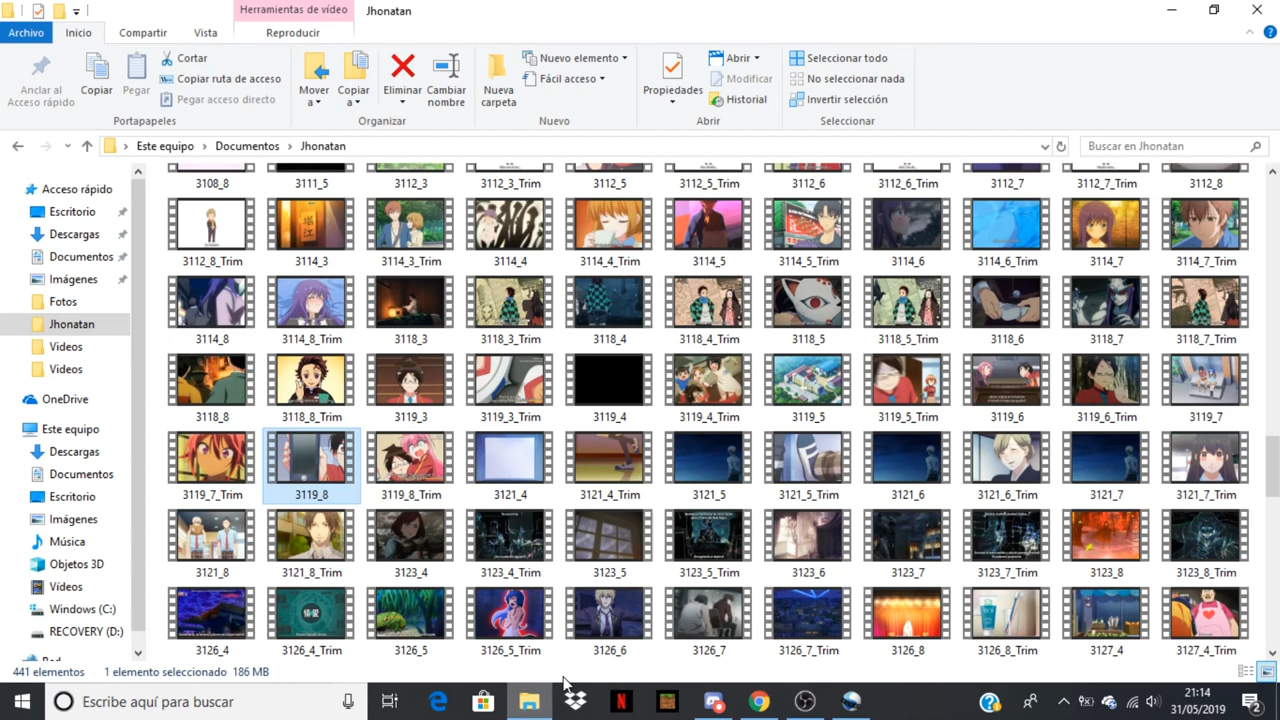 Herramientas de vídeo Jhonatan
Archivo Inicio Compartir Vista Reproducir
Anclar al Acceso rápido
Copiar
Pegar
Cortar
Copiar ruta de acceso
Pegar acceso directo
Portapapeles
Mover a
Copiar a
Eliminar
Cambiar nombre
Organizar
Nueva carpeta
Nuevo elemento
Fácil acceso
Nuevo
Propiedades
Abrir
Modificar
Historial
Abrir
Seleccionar todo
No seleccionar nada
Invertir selección
Seleccionar
Este equipo > Documentos > Jhonatan
Buscar en Jhonatan
Acceso rápido
Escritorio
Descargas
Documentos
Imágenes
Fotos
Jhonatan
Videos
Videos
OneDrive
Este equipo
Descargas
Documentos
Escritorio
Imágenes
Música
Objetos 3D
Vídeos
Windows (C:)
RECOVERY (D:)
3108_8 3111_5 3112_3 3112_3_Trim 3112_5 3112_5_Trim 3112_6 3112_6_Trim 3112_7 3112_7_Trim 3112_8
3112_8_Trim 3114_3 3114_3_Trim 3114_4 3114_4_Trim 3114_5 3114_5_Trim 3114_6 3114_6_Trim 3114_7 3114_7_Trim
3114_8 3114_8_Trim 3118_3 3118_3_Trim 3118_4 3118_4_Trim 3118_5 3118_5_Trim 3118_6 3118_7 3118_7_Trim
3118_8 3118_8_Trim 3119_3 3119_3_Trim 3119_4 3119_4_Trim 3119_5 3119_5_Trim 3119_6 3119_6_Trim 3119_7
3119_7_Trim 3119_8 3119_8_Trim 3121_4 3121_4_Trim 3121_5 3121_5_Trim 3121_6 3121_6_Trim 3121_7 3121_7_Trim
3121_8 3121_8_Trim 3123_4 3123_4_Trim 3123_5 3123_5_Trim 3123_6 3123_7 3123_7_Trim 3123_8 3123_8_Trim
3126_4 3126_4_Trim 3126_5 3126_5_Trim 3126_6 3126_7 3126_7_Trim 3126_8 3126_8_Trim 3127_4 3127_4_Trim
441 elementos 1 elemento seleccionado 186 MB
Escribe aquí para buscar
21:14
31/05/2019
2